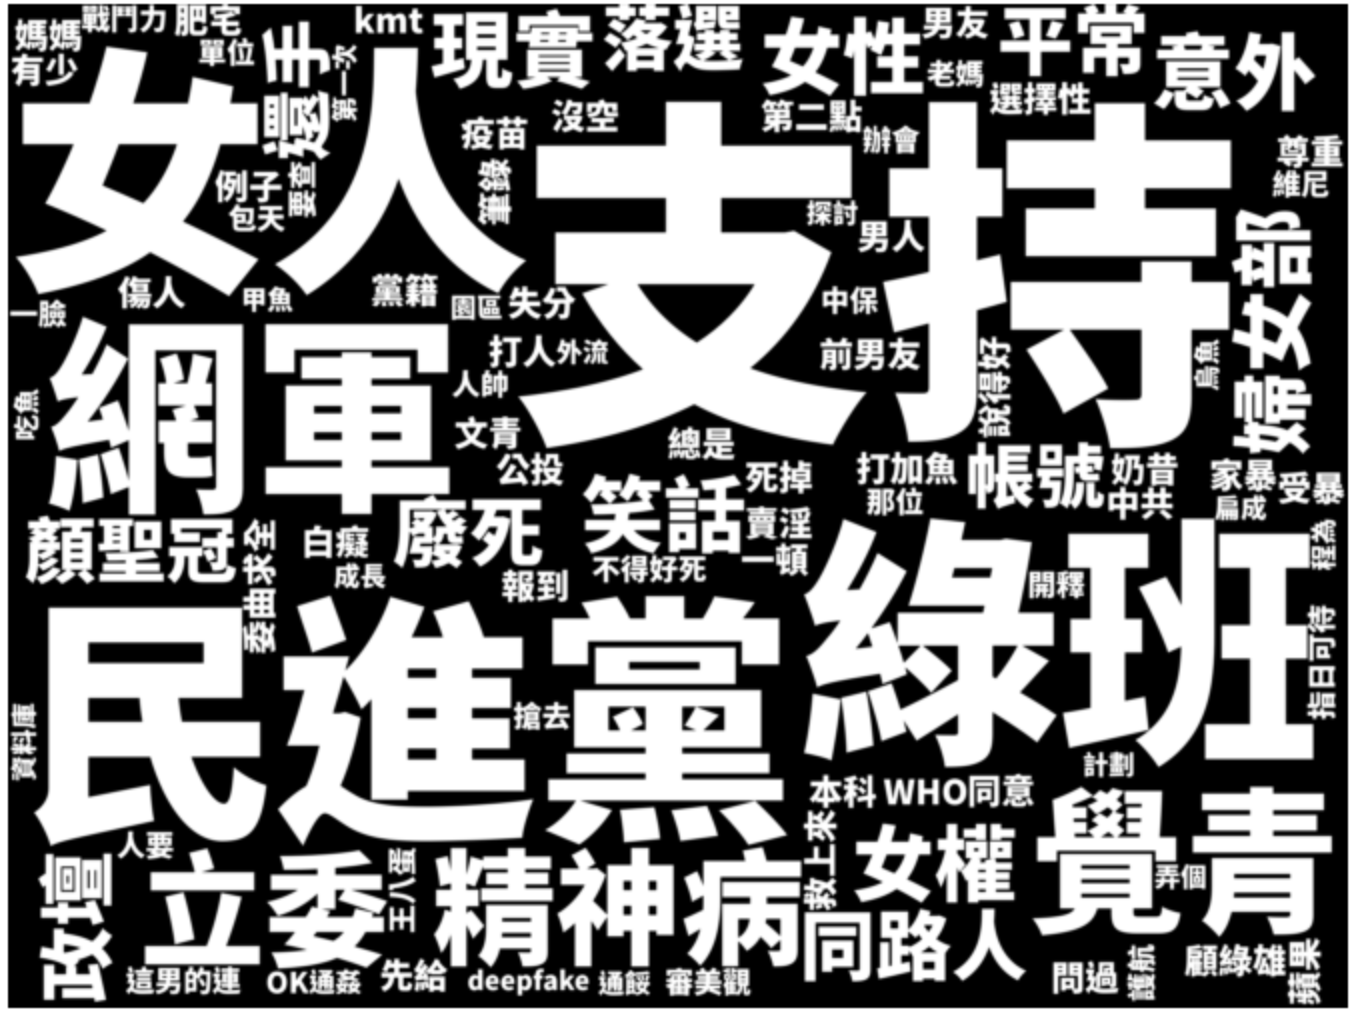 媽媽
戰鬥力
肥宅
kmt
現實
落選
女性
男友
平常
意外
有少
單位
選手
第一次
老媽
選擇性
女人
疫苗
沒空
第二點
辦會
支持
尊重
維尼
例子
要查
筆錄
包天
探討
男人
婦女部
傷人
甲魚
黨籍
園區
失分
中保
一臉
打人
外流
前男友
說得好
烏魚
人帥
吃魚
網軍
文青
總是
公投
死掉
打加魚
帳號
奶昔
家暴
受暴
那位
中共
扁成
顏聖冠
委曲求全
白癡
廢死
笑話
賣淫
一頓
成長
報到
不得好死
綠班
開釋
程為
指日可待
民進黨
搶去
資料庫
計劃
本科
WHO同意
人要
救上來
女權
覺青
弄個
政壇
立委
王八蛋
精神病
同路人
這男的連
OK通姦
先給
deepfake
通餒
審美觀
問過
護航
顧綠雄
蘋果